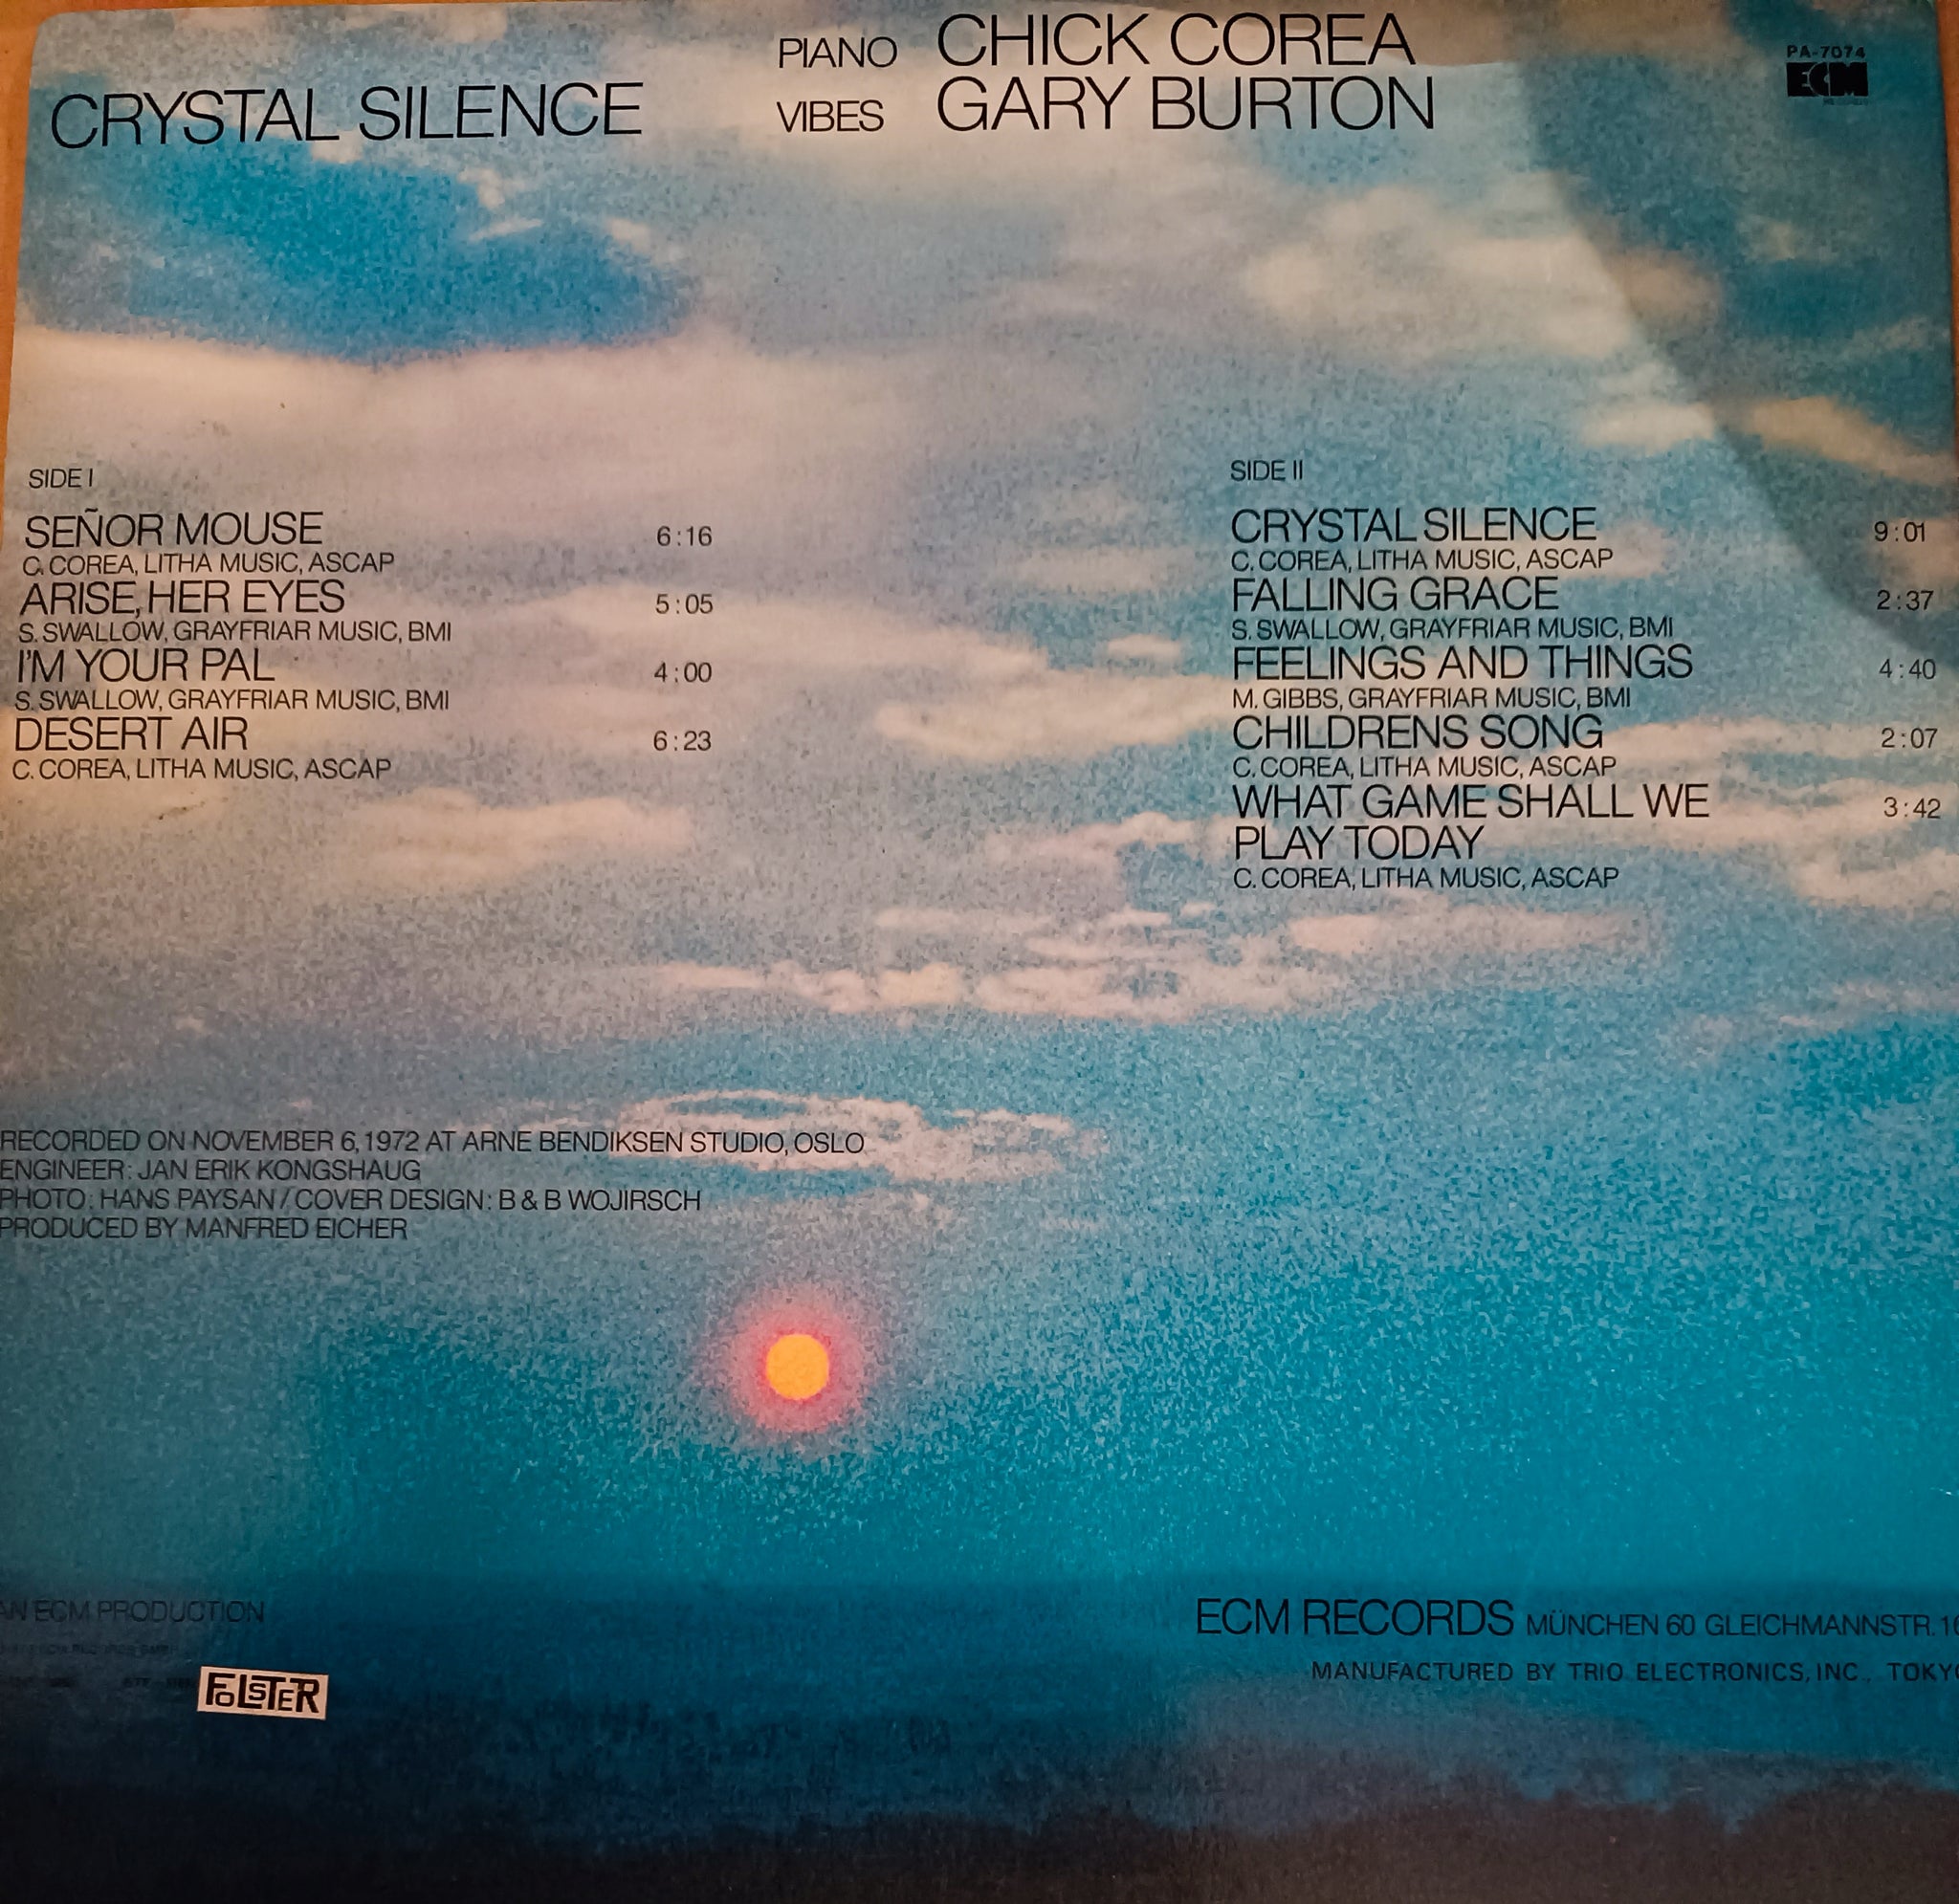 CRYSTAL SILENCE
PIANO CHICK COREA
VIBES GARY BURTON
PA-7074
ECM
SIDE I
SEÑOR MOUSE 6:16
C. COREA, LITHA MUSIC, ASCAP
ARISE, HER EYES 5:05
S. SWALLOW, GRAYFRIAR MUSIC, BMI
I'M YOUR PAL 4:00
S. SWALLOW, GRAYFRIAR MUSIC, BMI
DESERT AIR 6:23
C. COREA, LITHA MUSIC, ASCAP
SIDE II
CRYSTAL SILENCE 9:01
C. COREA, LITHA MUSIC, ASCAP
FALLING GRACE 2:37
S. SWALLOW, GRAYFRIAR MUSIC, BMI
FEELINGS AND THINGS 4:40
M. GIBBS, GRAYFRIAR MUSIC, BMI
CHILDRENS SONG 2:07
C. COREA, LITHA MUSIC, ASCAP
WHAT GAME SHALL WE 3:42
PLAY TODAY
C. COREA, LITHA MUSIC, ASCAP
RECORDED ON NOVEMBER 6, 1972 AT ARNE BENDIKSEN STUDIO, OSLO
ENGINEER: JAN ERIK KONGSHAUG
PHOTO: HANS PAYSAN / COVER DESIGN: B & B WOJIRSCH
PRODUCED BY MANFRED EICHER
AN ECM PRODUCTION
FOLSTER
ECM RECORDS MÜNCHEN 60 GLEICHMANNSTR.
MANUFACTURED BY TRIO ELECTRONICS, INC.,